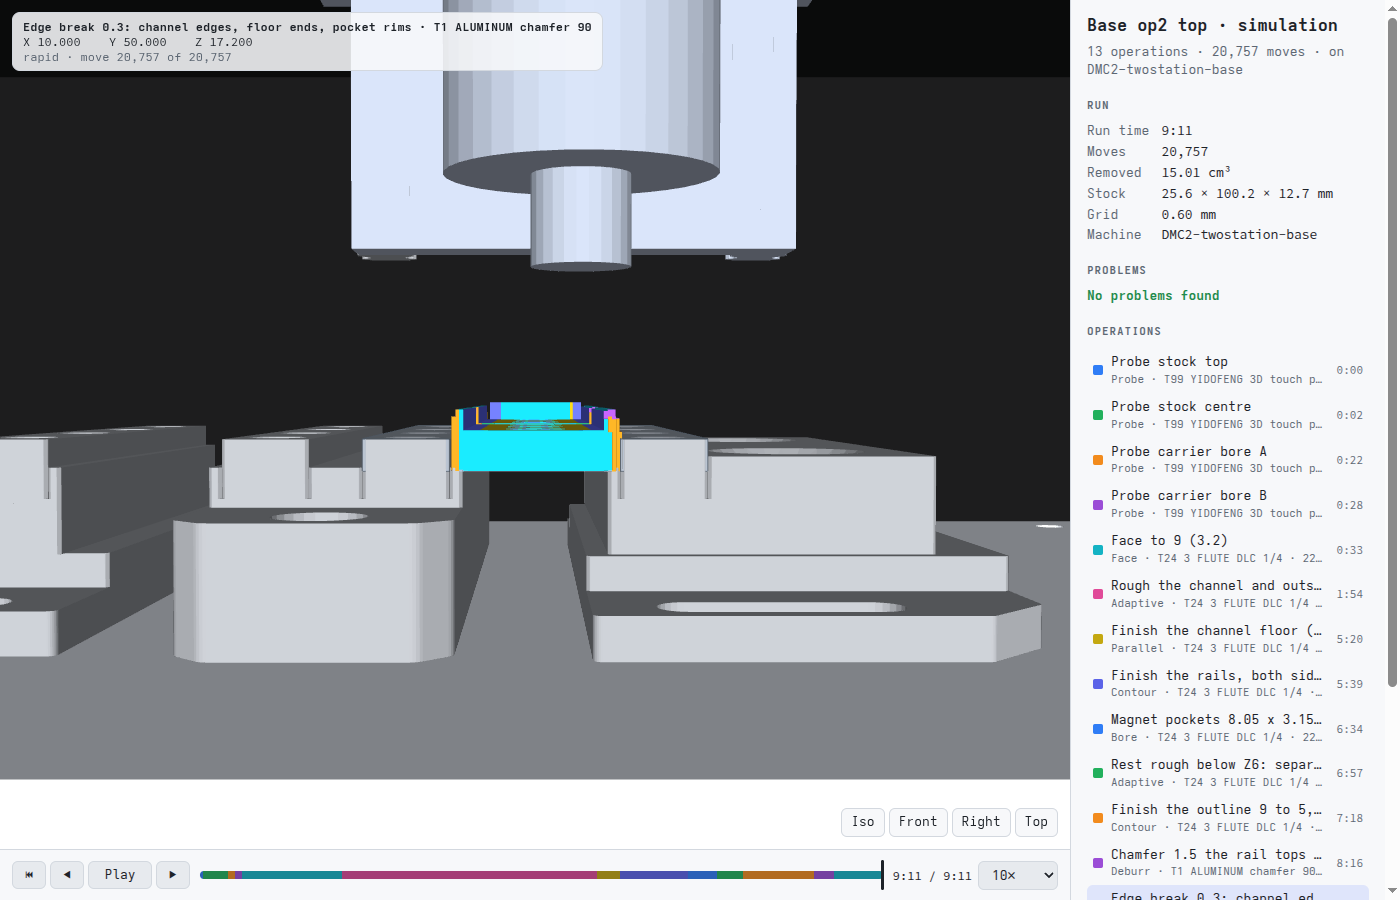 Edge break 0.3: channel edges, floor ends, pocket rims · T1 ALUMINUM chamfer 90
X 10.000 Y 50.000 Z 17.200
rapid · move 20,757 of 20,757
Iso
Front
Right
Top
Play
9:11 / 9:11
10×
Base op2 top · simulation
13 operations · 20,757 moves · on
DMC2-twostation-base
RUN
Run time 9:11
Moves 20,757
Removed 15.01 cm³
Stock 25.6 × 100.2 × 12.7 mm
Grid 0.60 mm
Machine DMC2-twostation-base
PROBLEMS
No problems found
OPERATIONS
Probe stock top
Probe · T99 YIDOFENG 3D touch p… 0:00
Probe stock centre
Probe · T99 YIDOFENG 3D touch p… 0:02
Probe carrier bore A
Probe · T99 YIDOFENG 3D touch p… 0:22
Probe carrier bore B
Probe · T99 YIDOFENG 3D touch p… 0:28
Face to 9 (3.2)
Face · T24 3 FLUTE DLC 1/4 · 22… 0:33
Rough the channel and outs…
Adaptive · T24 3 FLUTE DLC 1/4 … 1:54
Finish the channel floor (…
Parallel · T24 3 FLUTE DLC 1/4 … 5:20
Finish the rails, both sid…
Contour · T24 3 FLUTE DLC 1/4 ·… 5:39
Magnet pockets 8.05 x 3.15…
Bore · T24 3 FLUTE DLC 1/4 · 22… 6:34
Rest rough below Z6: separ…
Adaptive · T24 3 FLUTE DLC 1/4 … 6:57
Finish the outline 9 to 5,…
Contour · T24 3 FLUTE DLC 1/4 ·… 7:18
Chamfer 1.5 the rail tops …
Deburr · T1 ALUMINUM chamfer 90… 8:16
Edge break 0.3: channel ed…